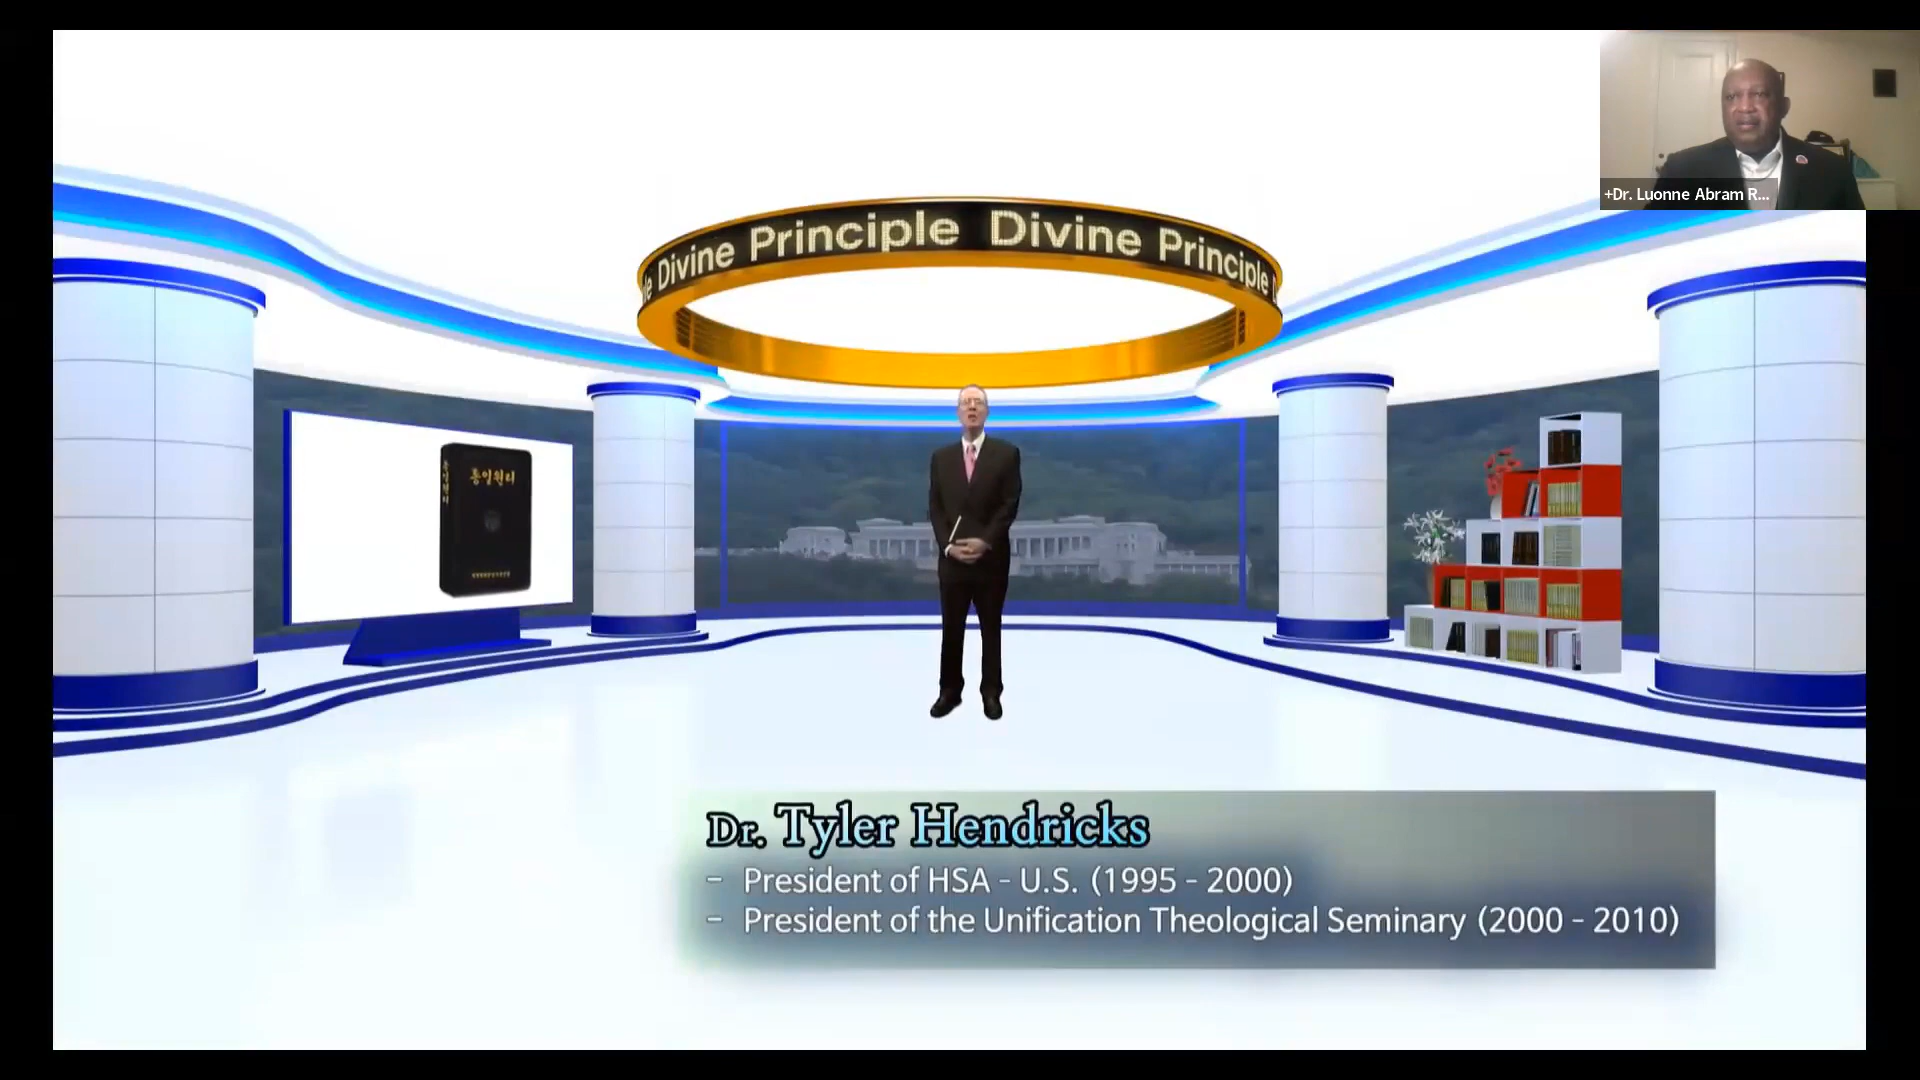 +Dr. Luonne Abram R...
Divine Principle Divine Principle
통일원리
Dr. Tyler Hendricks
- President of HSA - U.S. (1995 - 2000)
- President of the Unification Theological Seminary (2000 - 2010)